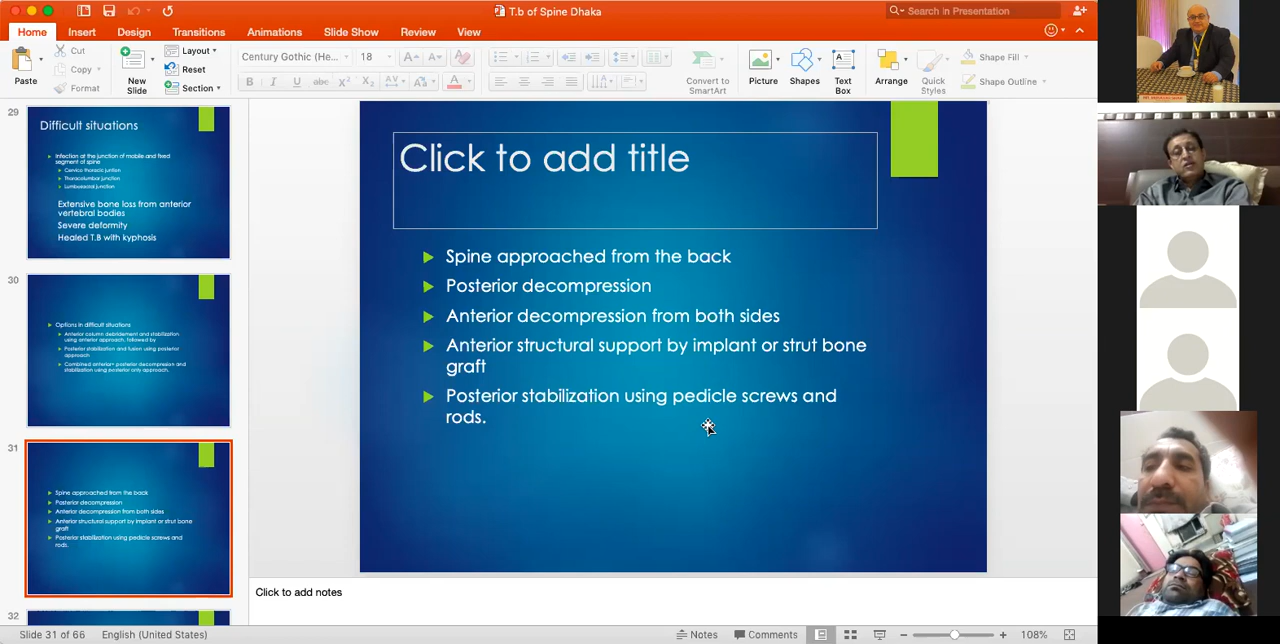 T.b of Spine Dhaka
Search in Presentation
Home Insert Design Transitions Animations Slide Show Review View
Paste
Cut
Copy
Format
New Slide
Layout
Reset
Section
Century Gothic (He...
18
B I U abc X² X₂ AV Aa A
Convert to SmartArt
Picture
Shapes
Text Box
Arrange
Quick Styles
Shape Fill
Shape Outline
29
Difficult situations
Infection at the junction of mobile and fixed
segment of spine
Cervico thoracic juntion
Thoracolumbar junction
Lumbosacral junction
Extensive bone loss from anterior
vertebral bodies
Severe deformity
Healed T.B with kyphosis
30
Options in difficult situations
Anterior column debridement and stabilization
using anterior approach, followed by
Posterior stabilization and fusion using posterior
approach
Combined anterior+ posterior decompresion and
stabilization using posterior only approach.
31
Spine approached from the back
Posterior decompression
Anterior decompression from both sides
Anterior structural support by implant or strut bone
graft
Posterior stabilization using pedicle screws and
rods.
32
Click to add title
Spine approached from the back
Posterior decompression
Anterior decompression from both sides
Anterior structural support by implant or strut bone
graft
Posterior stabilization using pedicle screws and
rods.
Click to add notes
Slide 31 of 66 English (United States) Notes Comments 108%